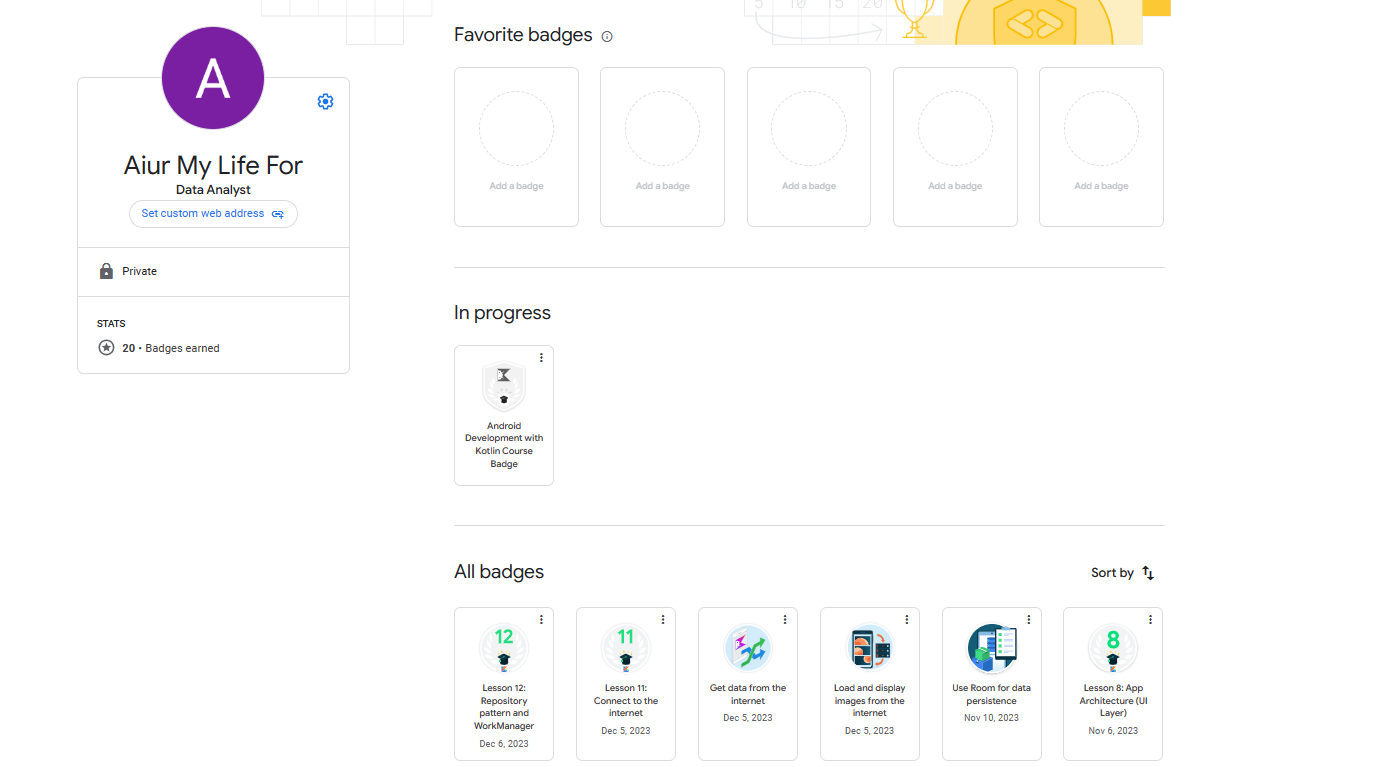 5 10 15 20
A
Aiur My Life For
Data Analyst
Set custom web address
Private
STATS
20 • Badges earned
Favorite badges
Add a badge
Add a badge
Add a badge
Add a badge
Add a badge
In progress
Android
Development with
Kotlin Course
Badge
All badges
Sort by
12
Lesson 12:
Repository
pattern and
WorkManager
Dec 6, 2023
11
Lesson 11:
Connect to the
internet
Dec 5, 2023
Get data from the
internet
Dec 5, 2023
Load and display
images from the
internet
Dec 5, 2023
Use Room for data
persistence
Nov 10, 2023
8
Lesson 8: App
Architecture (UI
Layer)
Nov 6, 2023